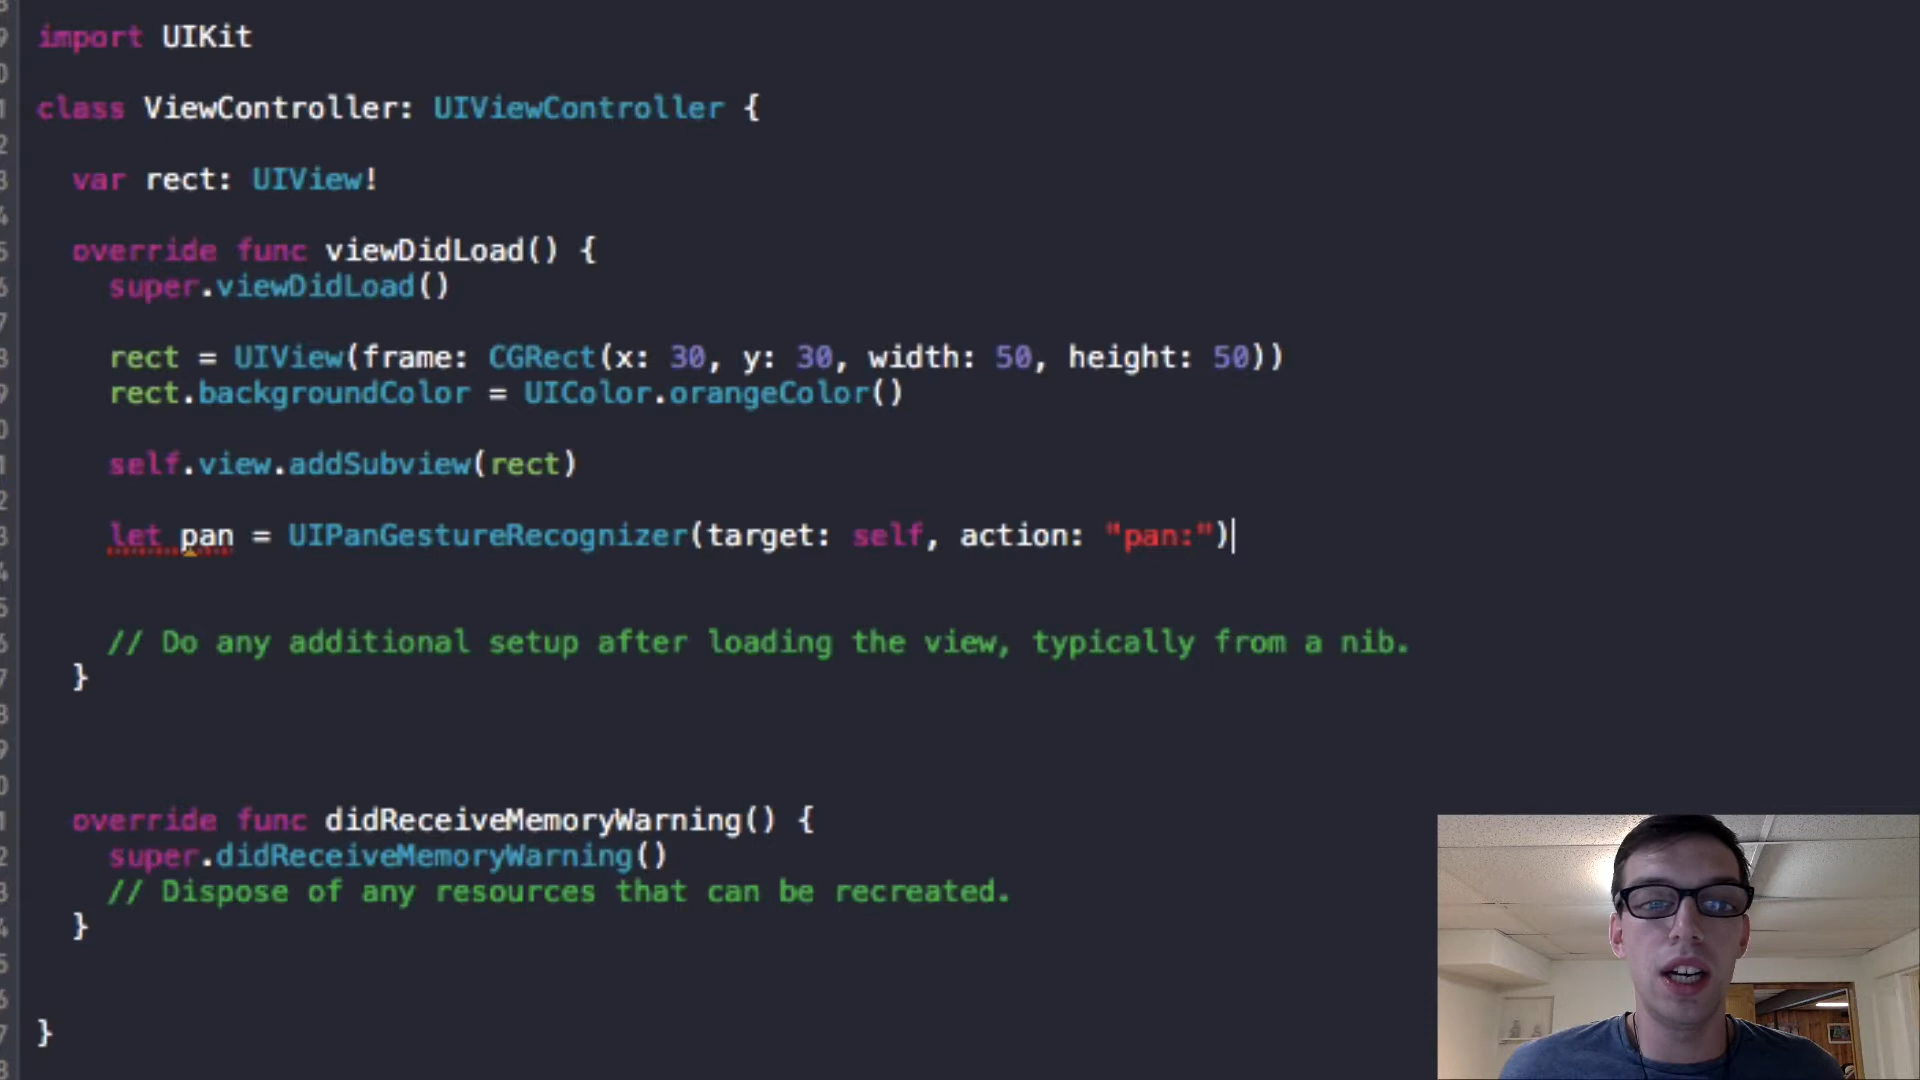 import UIKit
class ViewController: UIViewController {
var rect: UIView!
override func viewDidLoad() {
super.viewDidLoad()
rect = UIView(frame: CGRect(x: 30, y: 30, width: 50, height: 50))
rect.backgroundColor = UIColor.orangeColor()
self.view.addSubview(rect)
let pan = UIPanGestureRecognizer(target: self, action: "pan:")
// Do any additional setup after loading the view, typically from a nib.
}
override func didReceiveMemoryWarning() {
super.didReceiveMemoryWarning()
// Dispose of any resources that can be recreated.
}
}